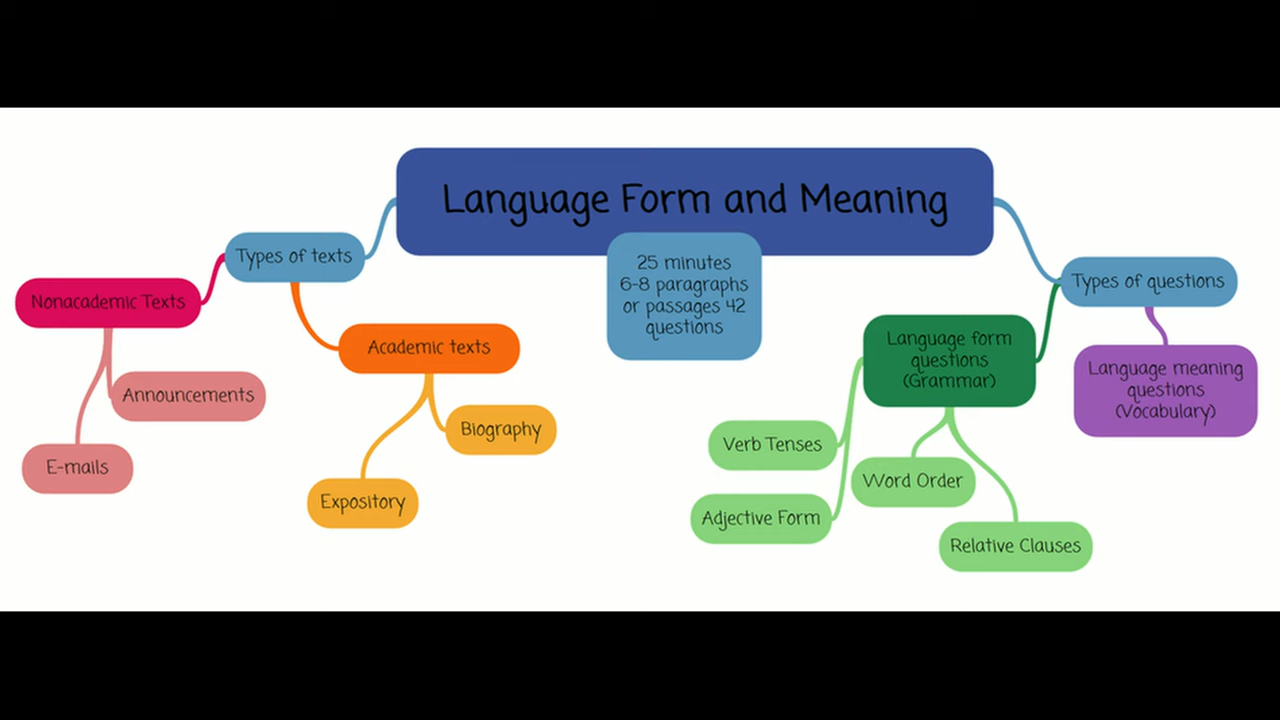 Language Form and Meaning
25 minutes
6-8 paragraphs
or passages 42
questions
Types of texts
Nonacademic Texts
Announcements
E-mails
Academic texts
Biography
Expository
Types of questions
Language form
questions
(Grammar)
Verb Tenses
Adjective Form
Word Order
Relative Clauses
Language meaning
questions
(Vocabulary)